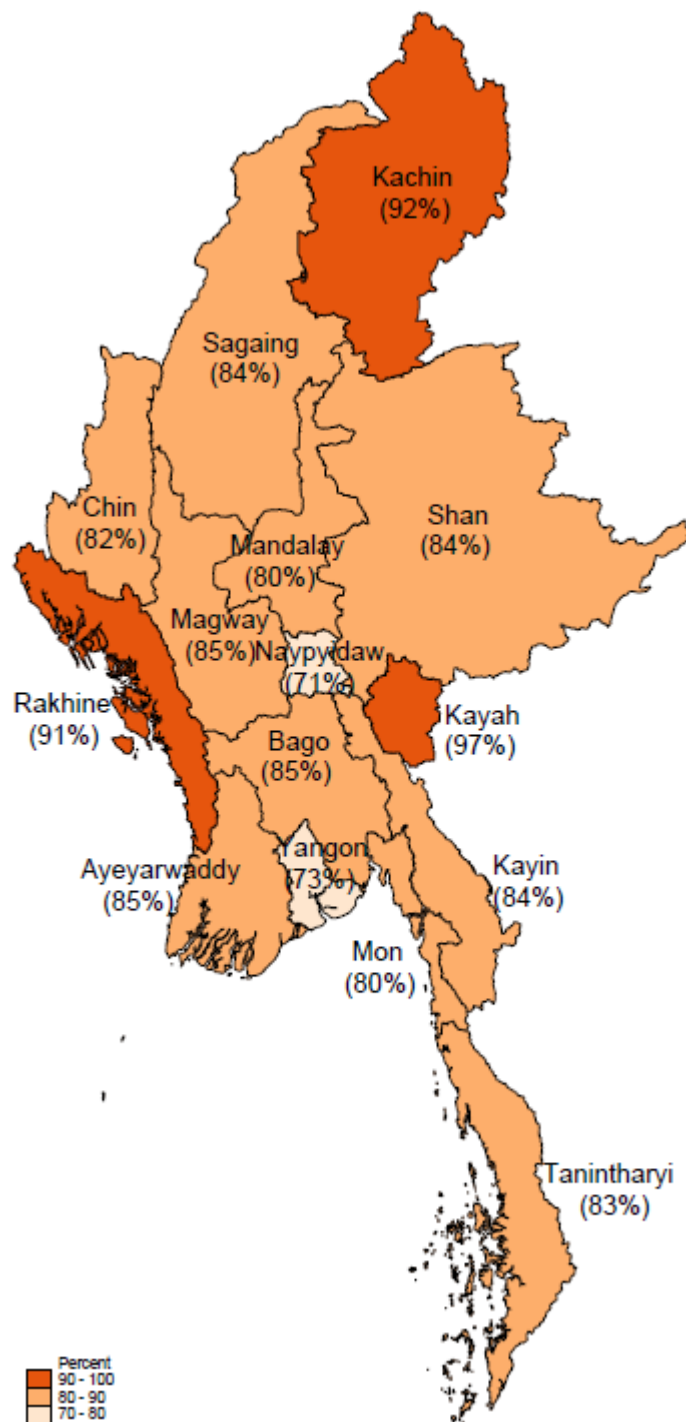 Kachin
(92%)
Sagaing
(84%)
Chin
(82%)
Shan
(84%)
Mandalay
(80%)
Magway
(85%)
Naypyidaw
(71%)
Rakhine
(91%)
Kayah
(97%)
Bago
(85%)
Yangon
(73%)
Ayeyarwaddy
(85%)
Kayin
(84%)
Mon
(80%)
Tanintharyi
(83%)
Percent
90 - 100
80 - 90
70 - 80